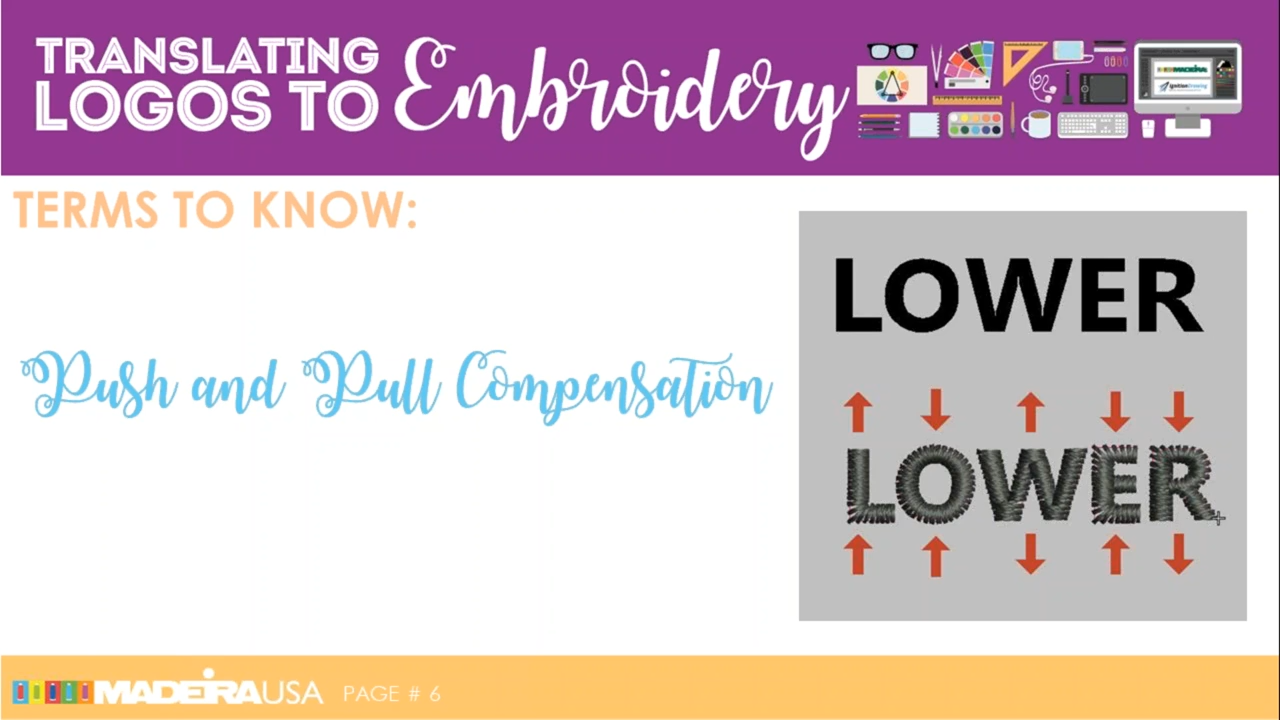 TRANSLATING
LOGOS TO Embroidery
TERMS TO KNOW:
Push and Pull Compensation
LOWER
LOWER
MADEIRA USA PAGE # 6